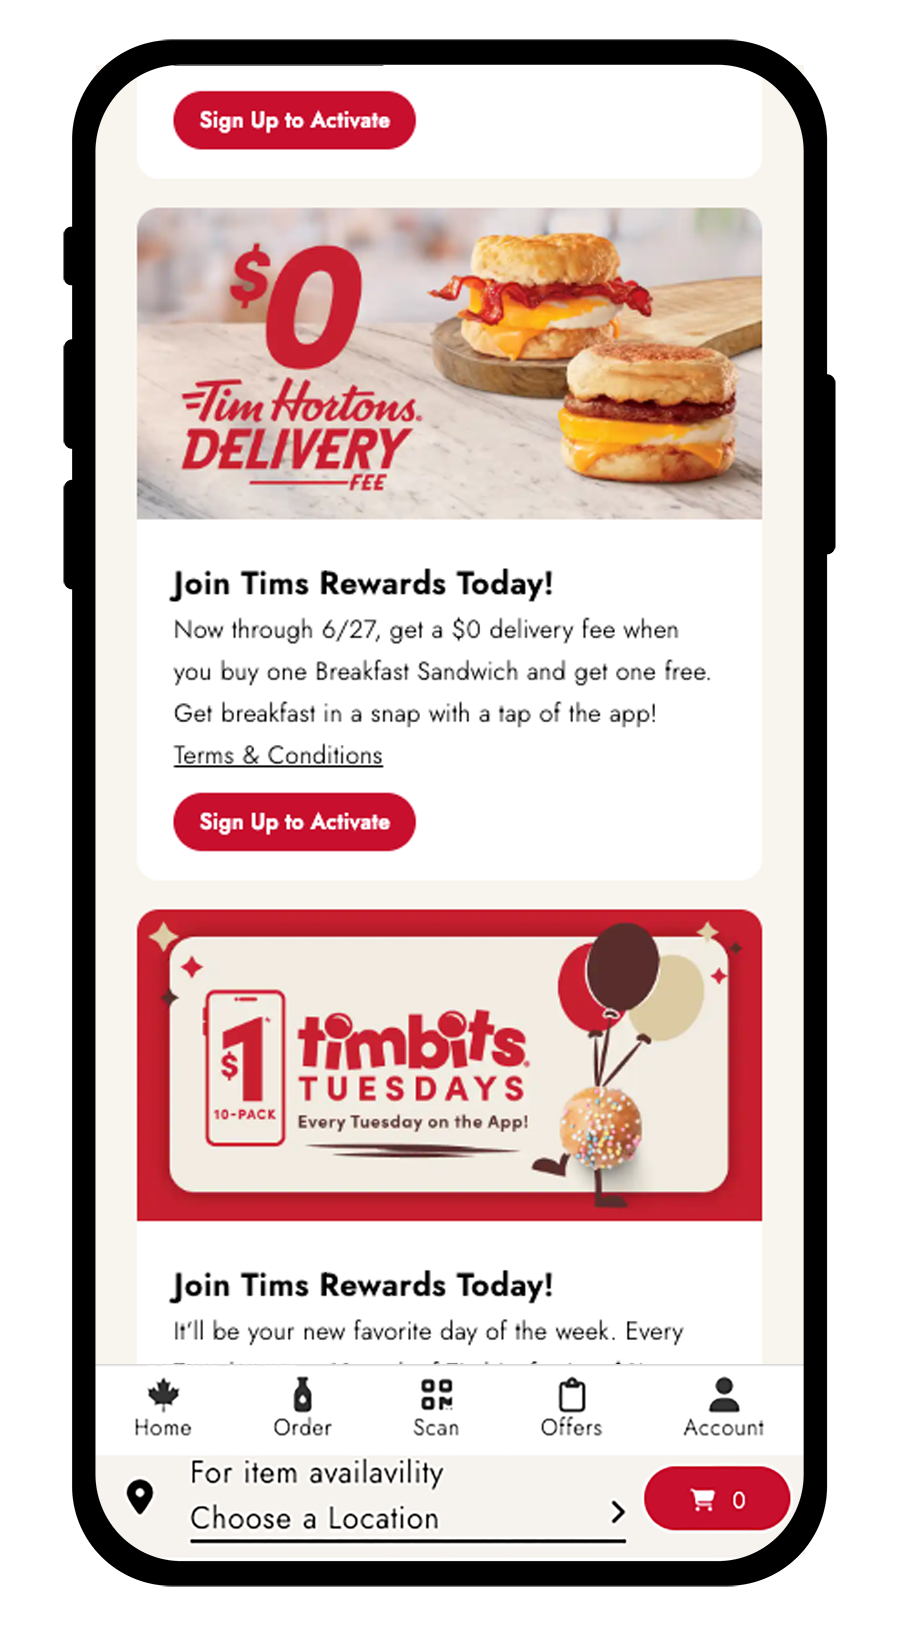 Sign Up to Activate
$0
Tim Hortons.
DELIVERY
FEE
Join Tims Rewards Today!
Now through 6/27, get a $0 delivery fee when
you buy one Breakfast Sandwich and get one free.
Get breakfast in a snap with a tap of the app!
Terms & Conditions
Sign Up to Activate
$1
10-PACK
timbits
TUESDAYS
Every Tuesday on the App!
Join Tims Rewards Today!
It'll be your new favorite day of the week. Every
Home
Order
Scan
Offers
Account
For item availavility
Choose a Location
0